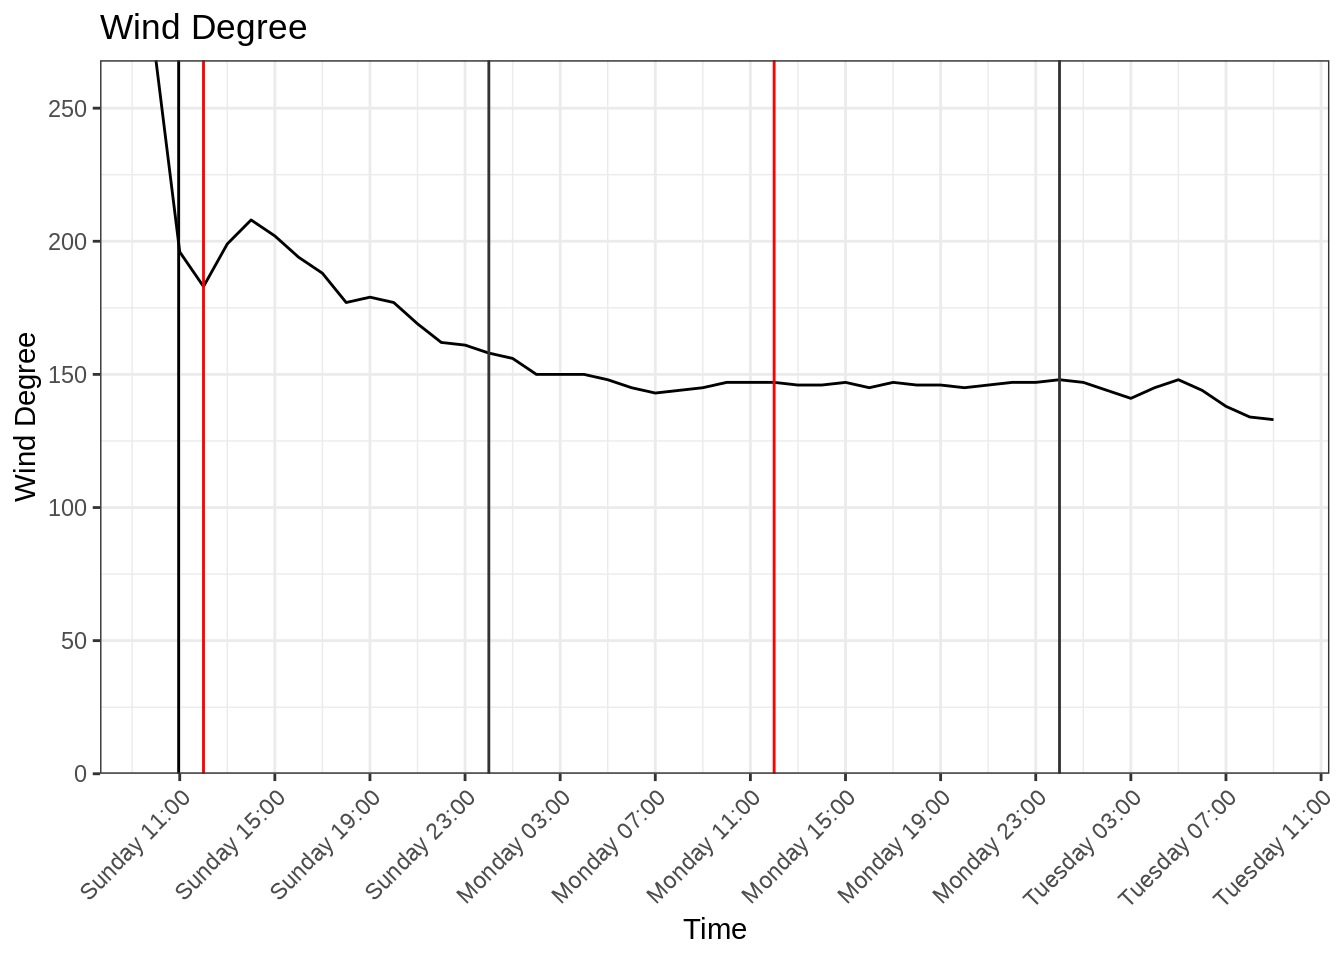 Wind Degree
Wind Degree
250
200
150
100
50
0
Sunday 11:00
Sunday 15:00
Sunday 19:00
Sunday 23:00
Monday 03:00
Monday 07:00
Monday 11:00
Monday 15:00
Monday 19:00
Monday 23:00
Tuesday 03:00
Tuesday 07:00
Tuesday 11:00
Time